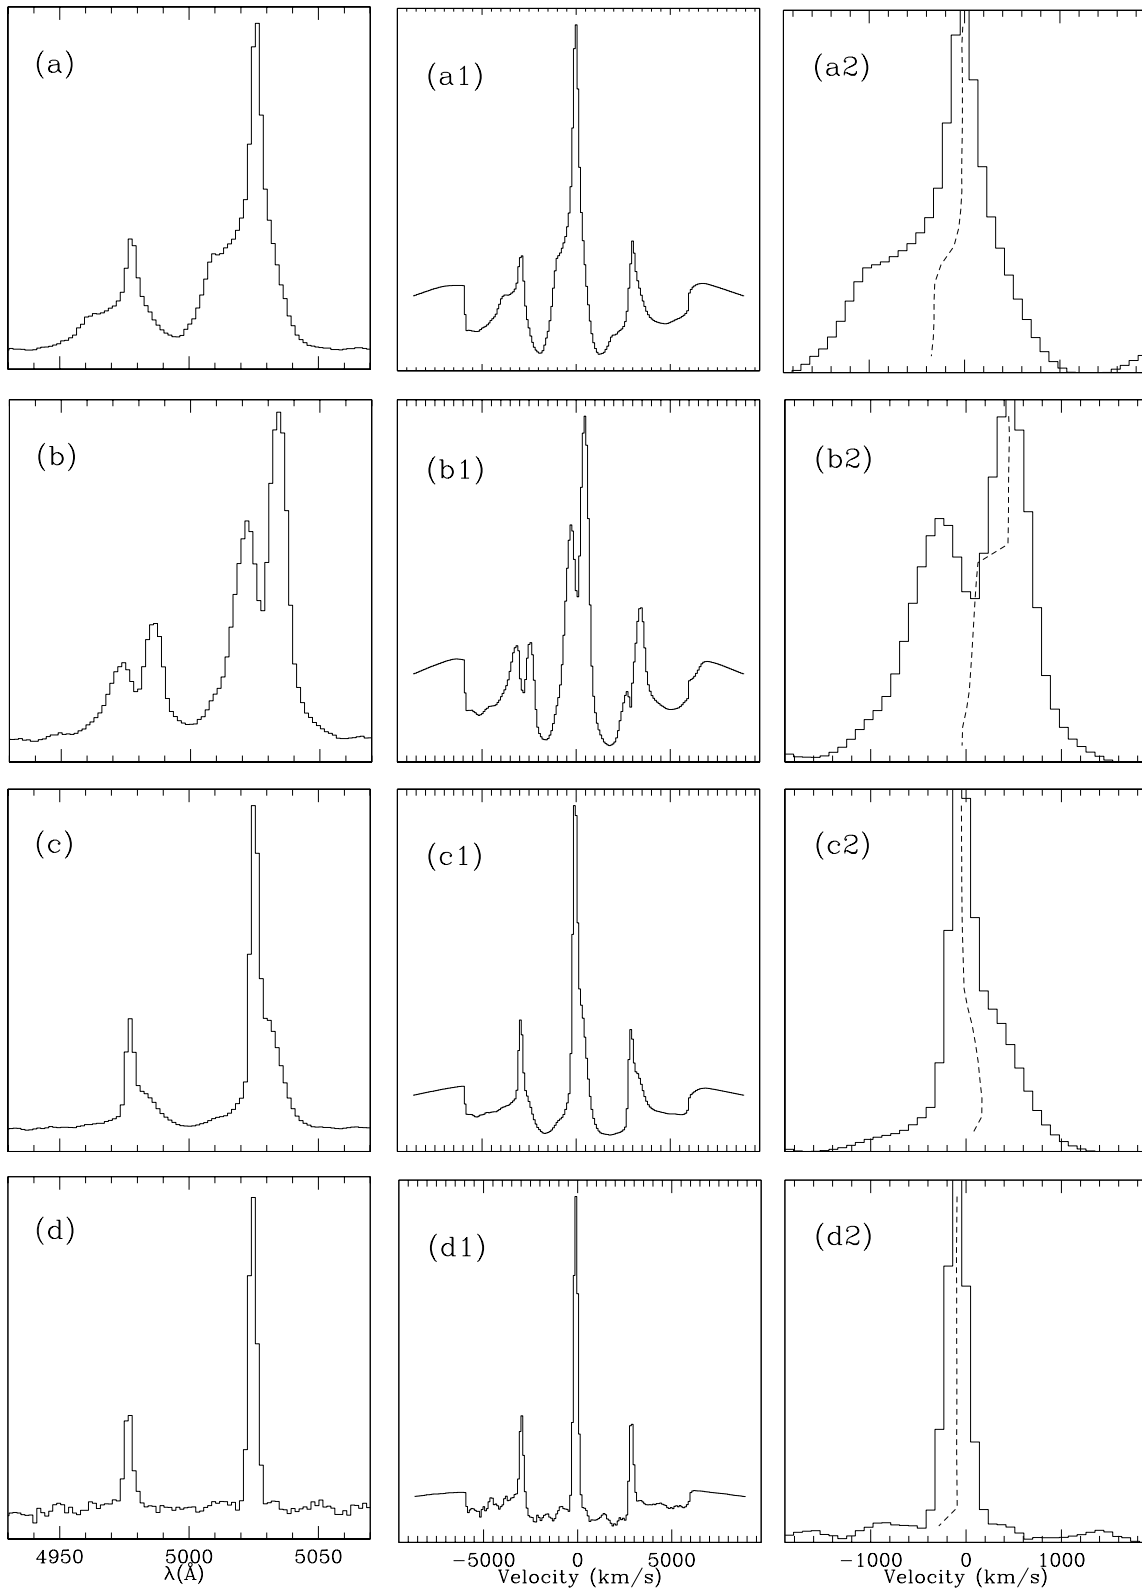 (a)
(a1)
(a2)
(b)
(b1)
(b2)
(c)
(c1)
(c2)
(d)
(d1)
(d2)
4950 5000 5050
λ(Å)
−5000 0 5000
Velocity (km/s)
−1000 0 1000
Velocity (km/s)